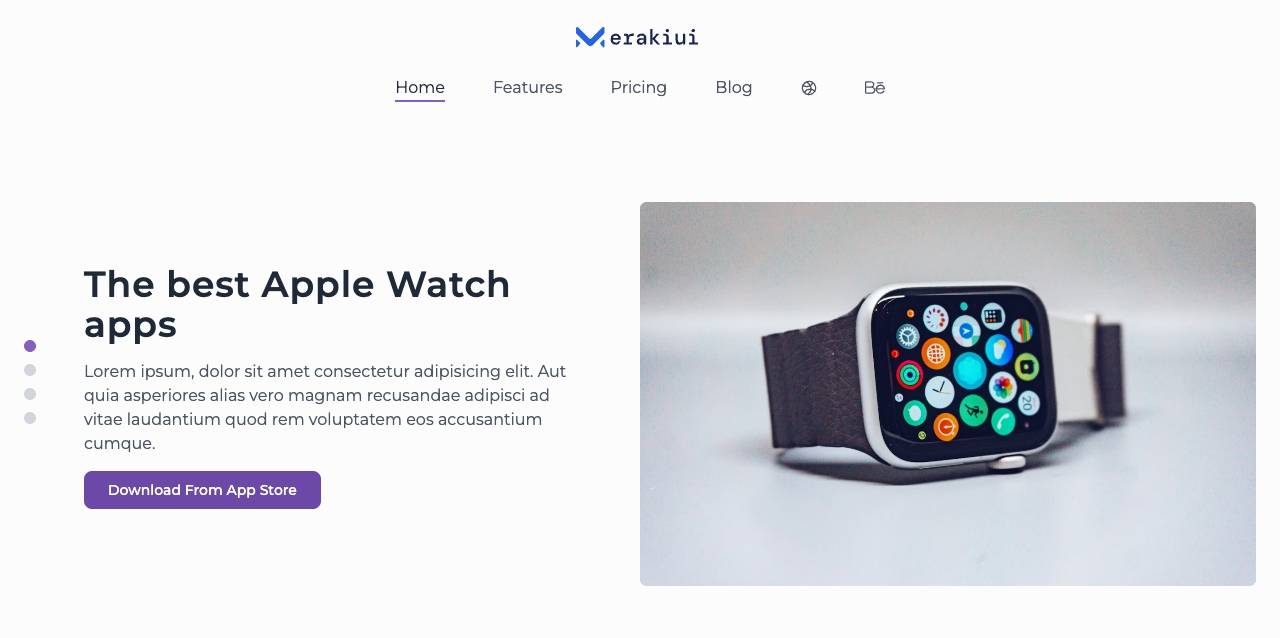 erakiui
Home Features Pricing Blog Bē
The best Apple Watch
apps
Lorem ipsum, dolor sit amet consectetur adipisicing elit. Aut
quia asperiores alias vero magnam recusandae adipisci ad
vitae laudantium quod rem voluptatem eos accusantium
cumque.
Download From App Store
20